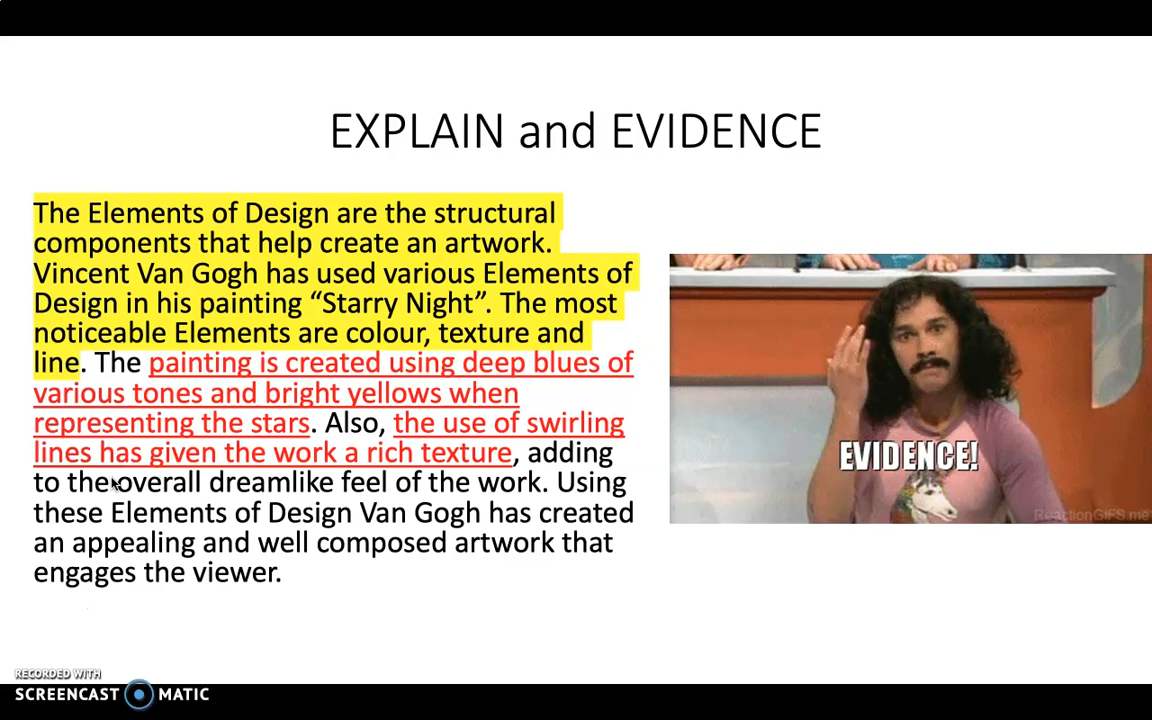 EXPLAIN and EVIDENCE
The Elements of Design are the structural
components that help create an artwork.
Vincent Van Gogh has used various Elements of
Design in his painting “Starry Night”. The most
noticeable Elements are colour, texture and
line. The painting is created using deep blues of
various tones and bright yellows when
representing the stars. Also, the use of swirling
lines has given the work a rich texture, adding
to the overall dreamlike feel of the work. Using
these Elements of Design Van Gogh has created
an appealing and well composed artwork that
engages the viewer.
EVIDENCE!
ReactionGIFS.me
RECORDED WITH
SCREENCAST MATIC